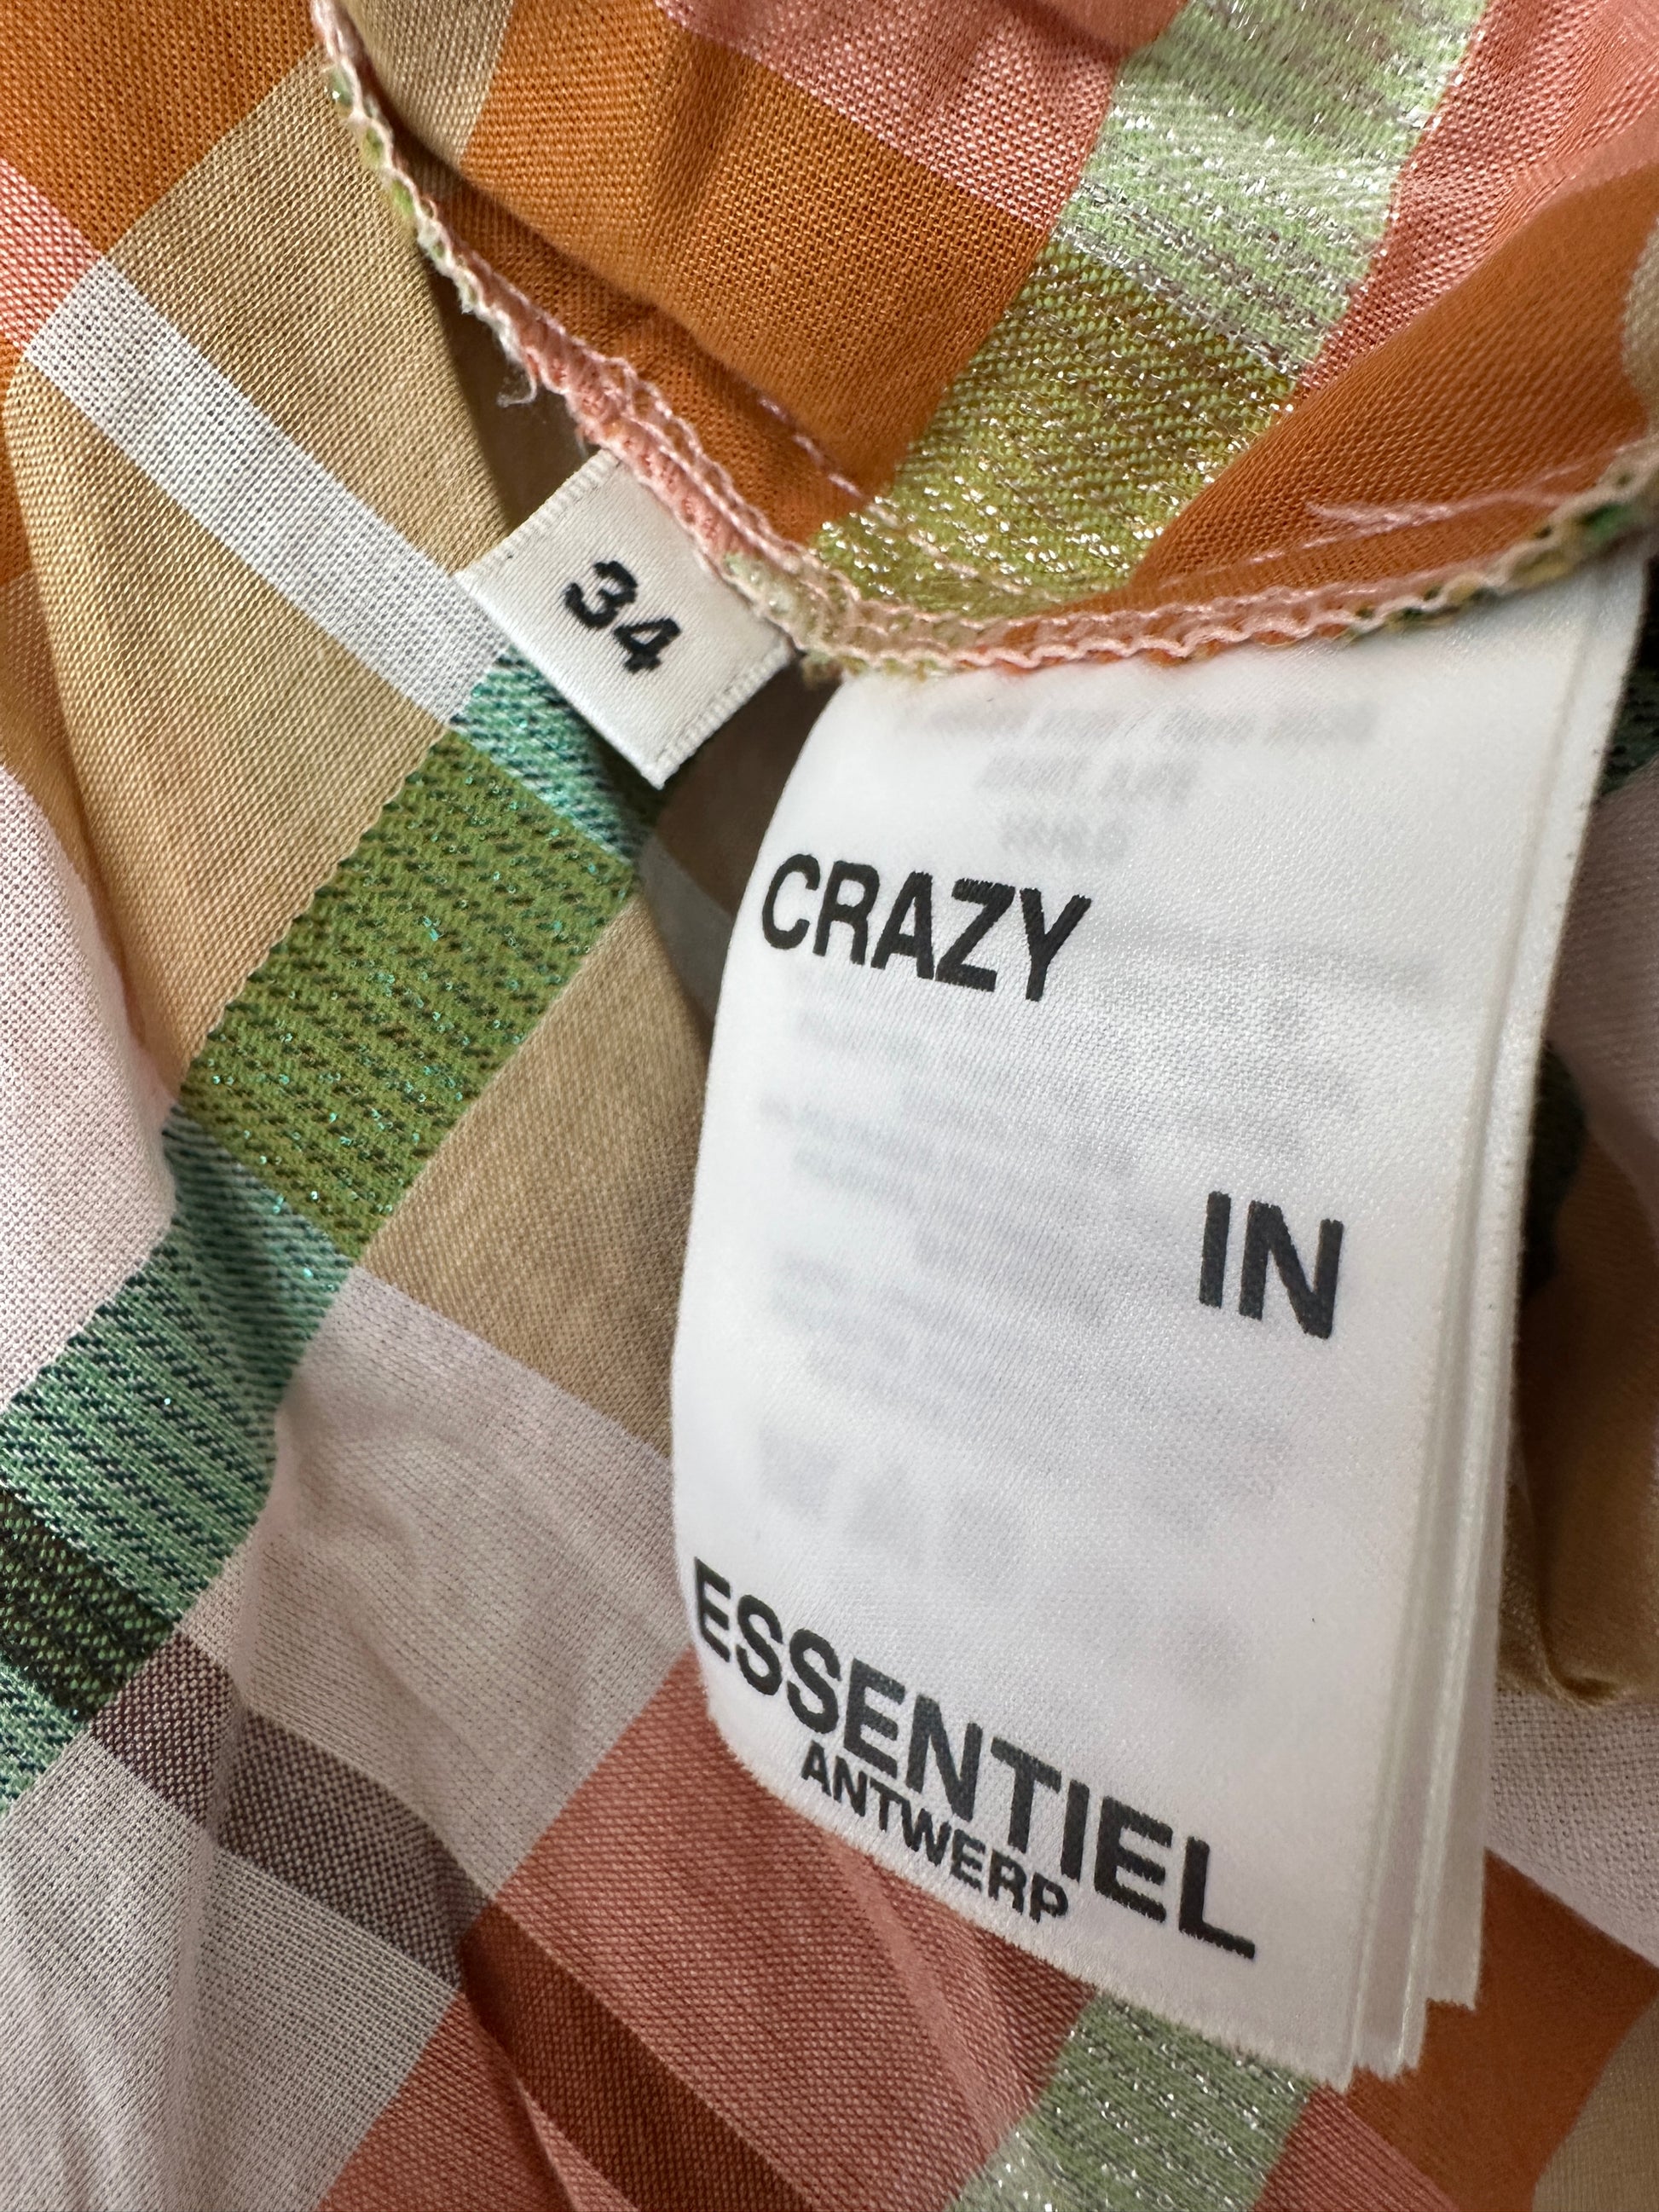 34
CRAZY
IN
ESSENTIEL
ANTWERP